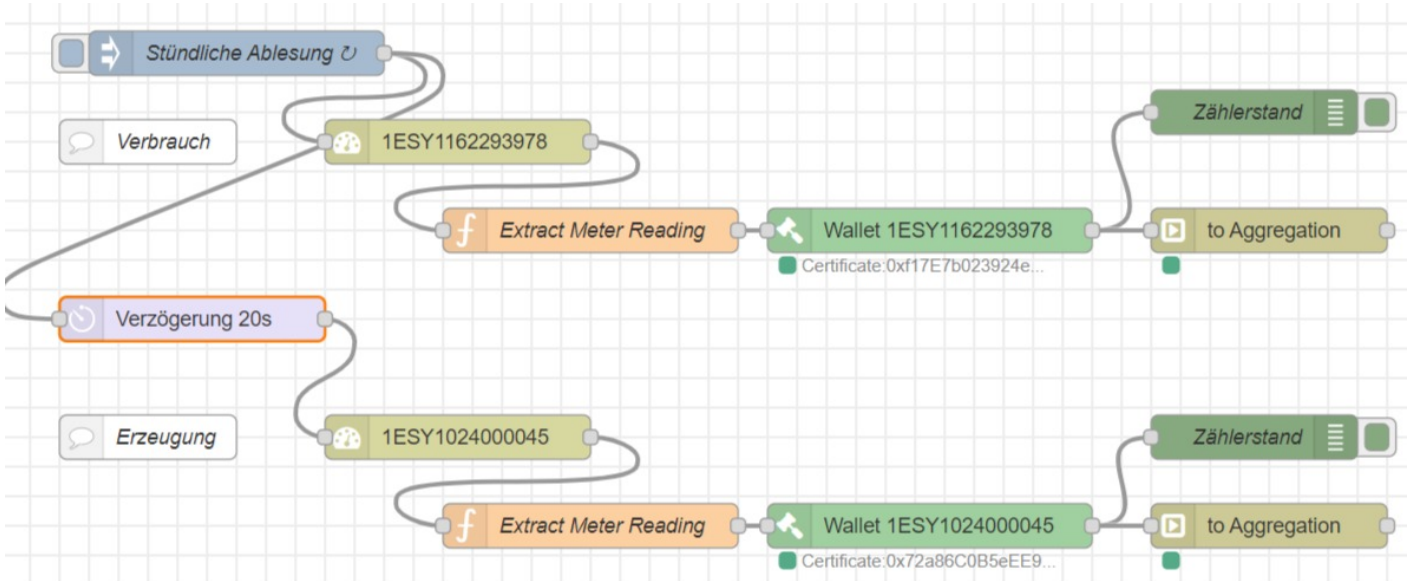 Stündliche Ablesung ↻
Zählerstand
Verbrauch
1ESY1162293978
Extract Meter Reading
Wallet 1ESY1162293978
to Aggregation
Certificate:0xf17E7b023924e...
Verzögerung 20s
Erzeugung
1ESY1024000045
Zählerstand
Extract Meter Reading
Wallet 1ESY1024000045
to Aggregation
Certificate:0x72a86C0B5eEE9...